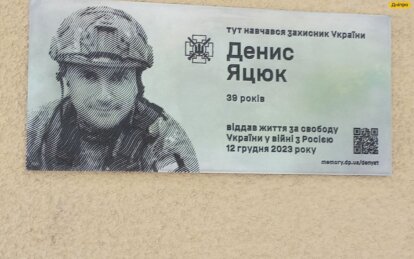 Дніпро
тут навчався захисник України
Денис
Яцюк
39 років
віддав життя за свободу
України у війні з Росією
12 грудня 2023 року
memory.dp.ua/denyat